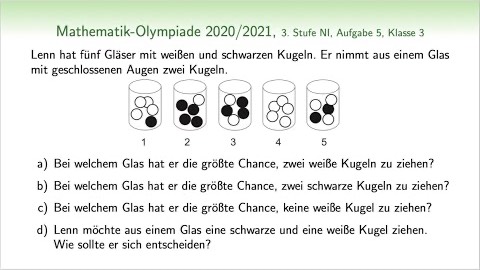 Mathematik-Olympiade 2020/2021, 3. Stufe NI, Aufgabe 5, Klasse 3
Lenn hat fünf Gläser mit weißen und schwarzen Kugeln. Er nimmt aus einem Glas
mit geschlossenen Augen zwei Kugeln.
1 2 3 4 5
a) Bei welchem Glas hat er die größte Chance, zwei weiße Kugeln zu ziehen?
b) Bei welchem Glas hat er die größte Chance, zwei schwarze Kugeln zu ziehen?
c) Bei welchem Glas hat er die größte Chance, keine weiße Kugel zu ziehen?
d) Lenn möchte aus einem Glas eine schwarze und eine weiße Kugel ziehen.
Wie sollte er sich entscheiden?